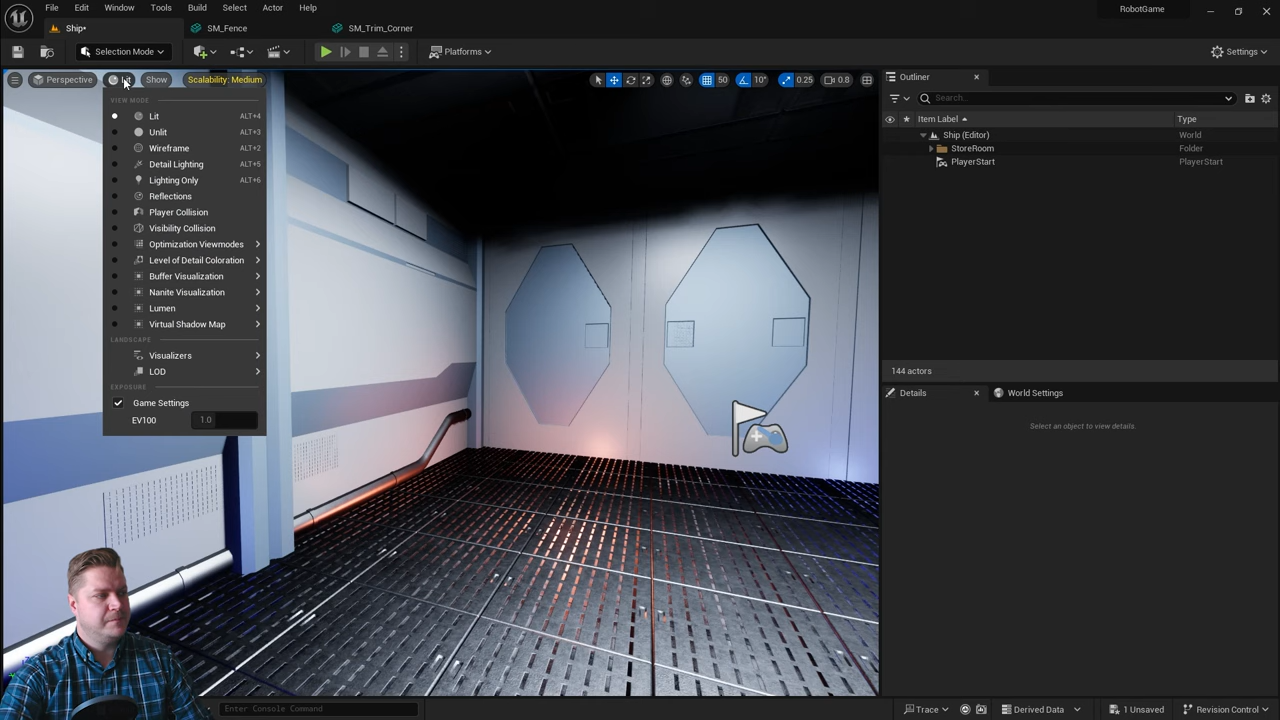 File Edit Window Tools Build Select Actor Help
RobotGame
Ship*
SM_Fence
SM_Trim_Corner
Selection Mode
Platforms
Settings
Perspective
Lit
Show
Scalability: Medium
50
10°
0.25
0.8
VIEW MODE
Lit ALT+4
Unlit ALT+3
Wireframe ALT+2
Detail Lighting ALT+5
Lighting Only ALT+6
Reflections
Player Collision
Visibility Collision
Optimization Viewmodes
Level of Detail Coloration
Buffer Visualization
Nanite Visualization
Lumen
Virtual Shadow Map
LANDSCAPE
Visualizers
LOD
EXPOSURE
Game Settings
EV100 1.0
Outliner
Search...
Item Label Type
Ship (Editor) World
StoreRoom Folder
PlayerStart PlayerStart
144 actors
Details
World Settings
Select an object to view details.
Enter Console Command
Trace
Derived Data
1 Unsaved
Revision Control